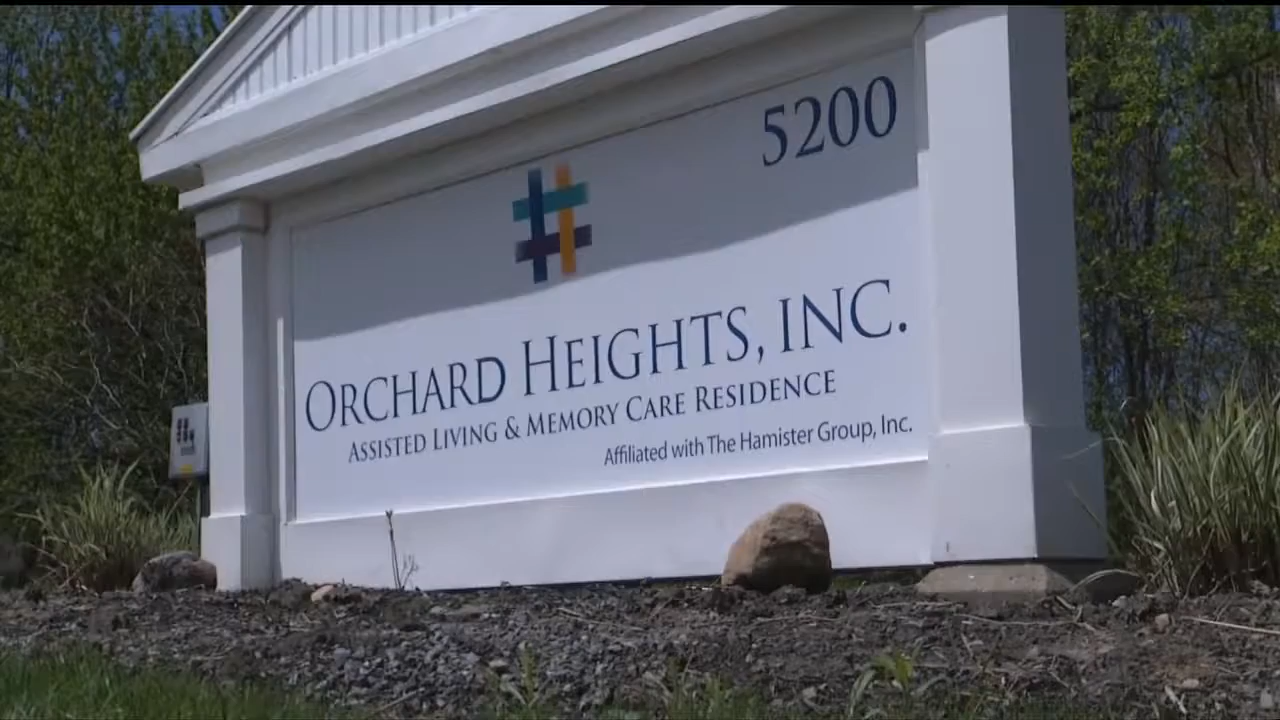 5200
ORCHARD HEIGHTS, INC.
ASSISTED LIVING & MEMORY CARE RESIDENCE
Affiliated with The Hamister Group, Inc.